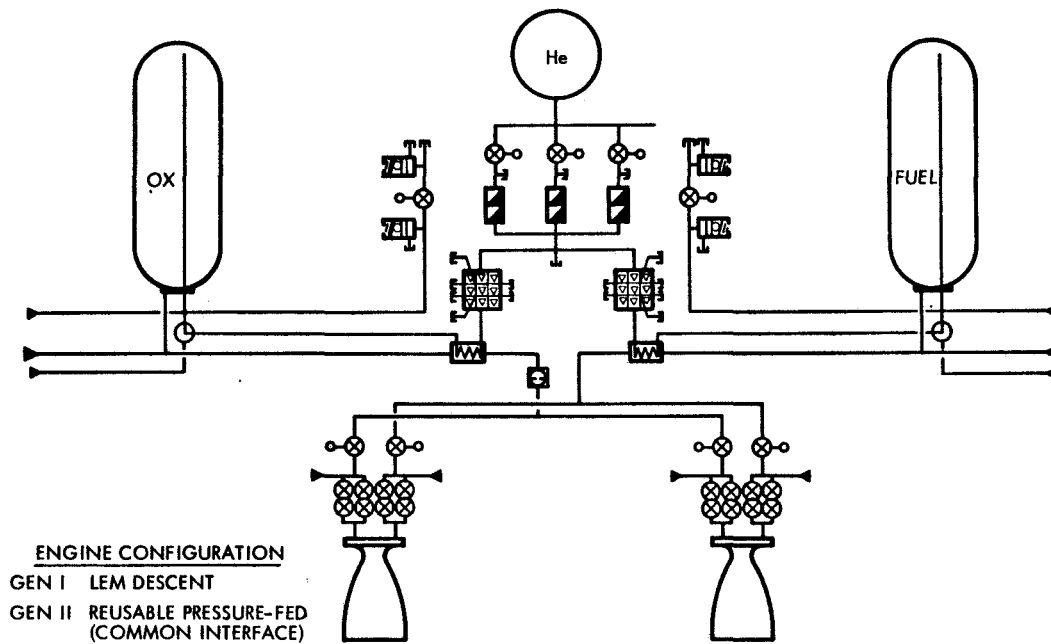 He
OX
FUEL
ENGINE CONFIGURATION
GEN I LEM DESCENT
GEN II REUSABLE PRESSURE-FED
(COMMON INTERFACE)